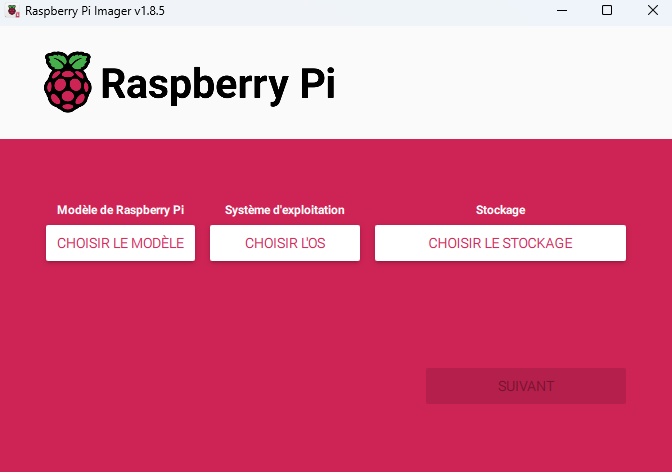 Raspberry Pi Imager v1.8.5
Raspberry Pi
Modèle de Raspberry Pi
Système d'exploitation
Stockage
CHOISIR LE MODÈLE
CHOISIR L'OS
CHOISIR LE STOCKAGE
SUIVANT